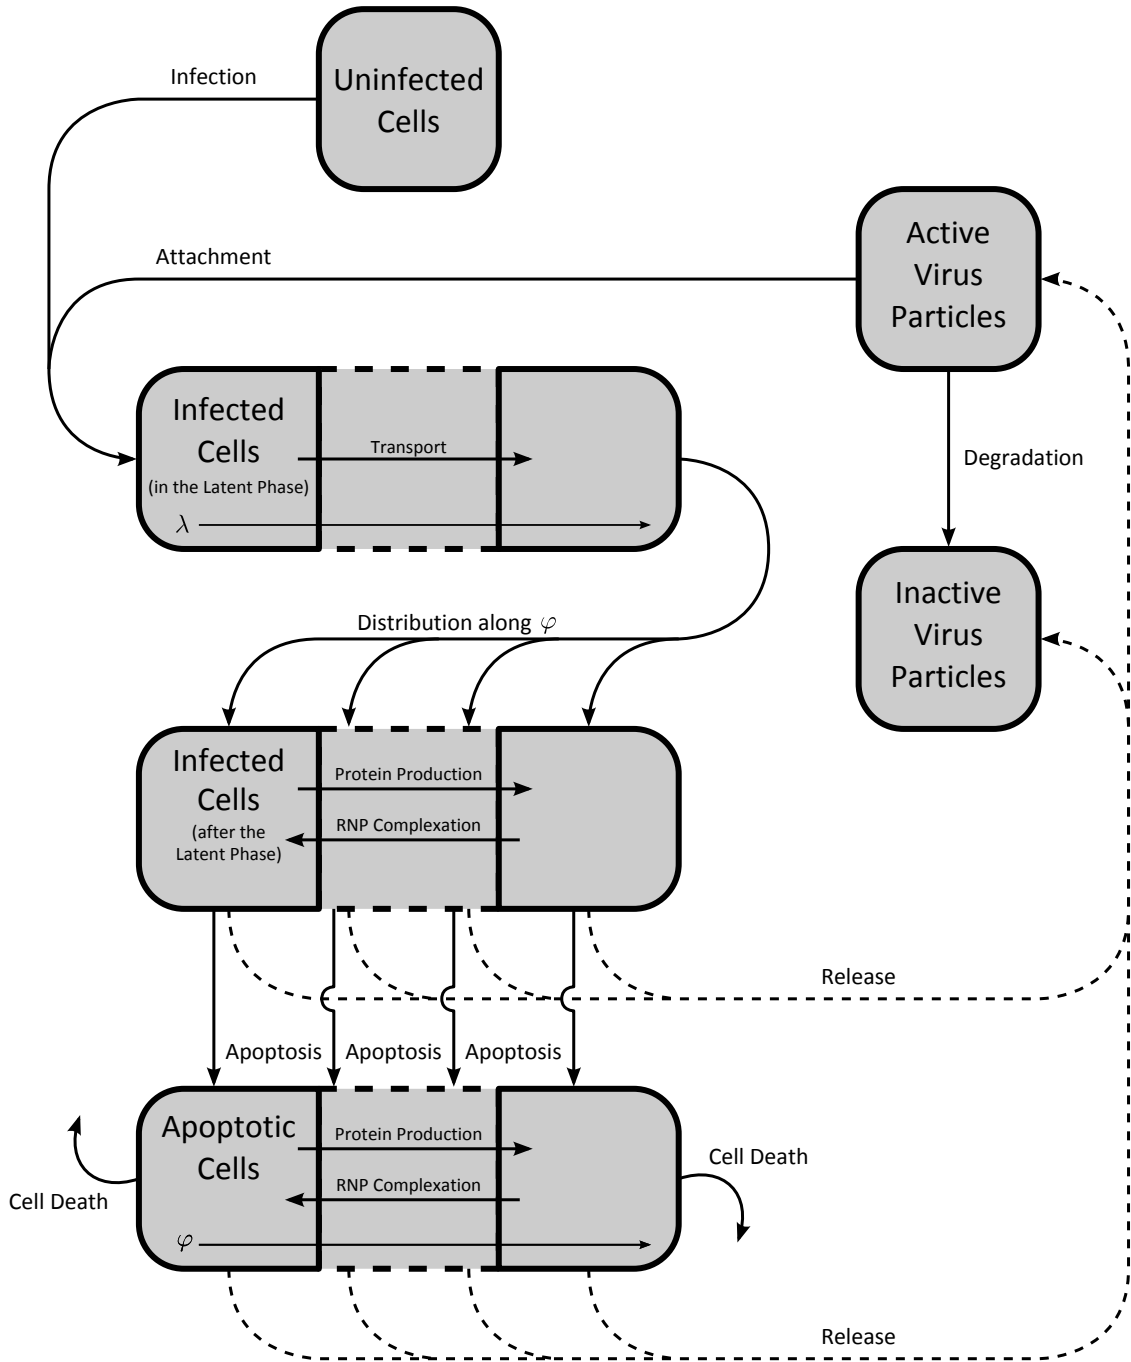 Uninfected
Cells
Infection
Attachment
Active
Virus
Particles
Infected
Cells
(in the Latent Phase)
Transport
λ
Degradation
Inactive
Virus
Particles
Distribution along φ
Infected
Cells
(after the
Latent Phase)
Protein Production
RNP Complexation
Release
Apoptosis
Apoptosis
Apoptosis
Apoptotic
Cells
Protein Production
RNP Complexation
φ
Cell Death
Cell Death
Release